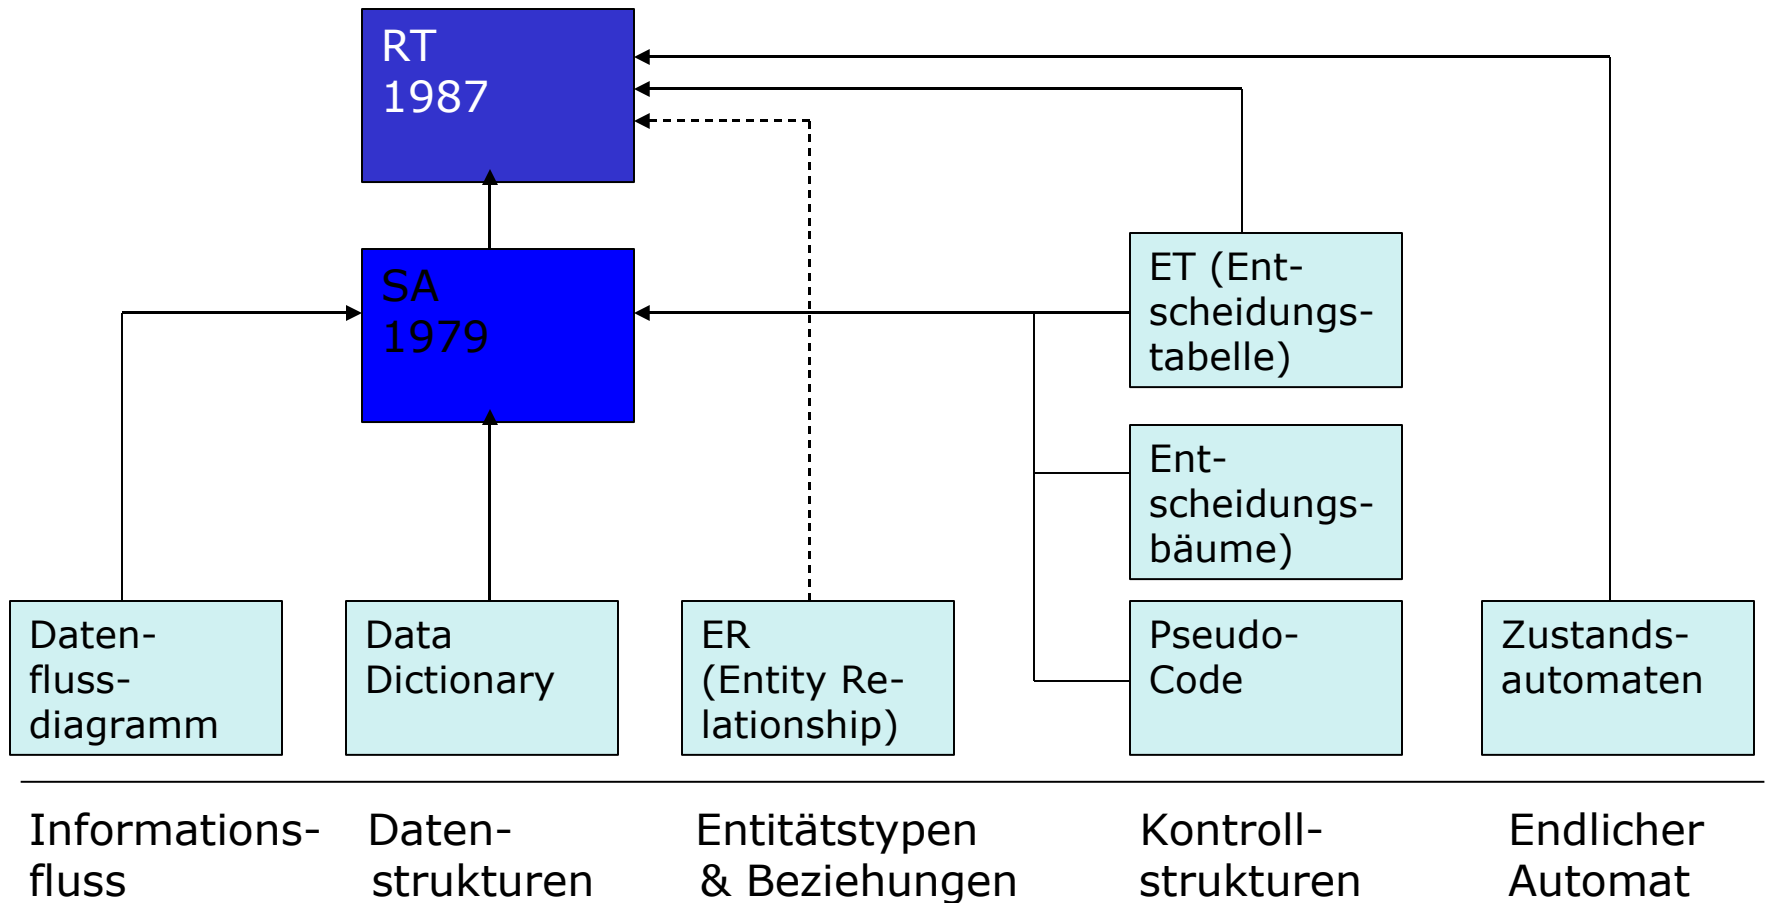 RT
1987
SA
1979
ET (Ent-
scheidungs-
tabelle)
Ent-
scheidungs-
bäume)
Daten-
fluss-
diagramm
Data
Dictionary
ER
(Entity Re-
lationship)
Pseudo-
Code
Zustands-
automaten
Informations-
fluss
Daten-
strukturen
Entitätstypen
& Beziehungen
Kontroll-
strukturen
Endlicher
Automat